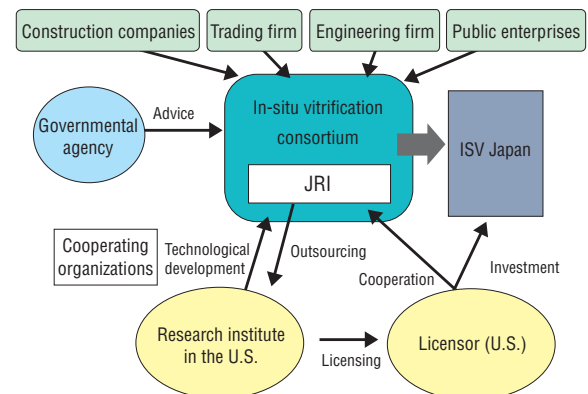 Construction companies
Trading firm
Engineering firm
Public enterprises
In-situ vitrification
consortium
Advice
Governmental
agency
ISV Japan
JRI
Cooperating
organizations
Technological
development
Outsourcing
Cooperation
Investment
Research institute
in the U.S.
Licensing
Licensor (U.S.)